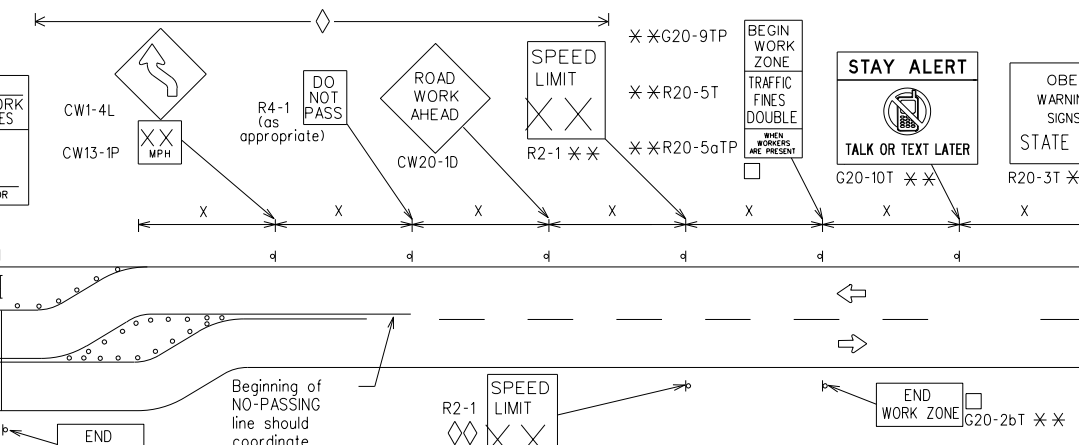 CW1-4L
CW13-1P
X X
MPH
R4-1
(as
appropriate)
DO
NOT
PASS
ROAD
WORK
AHEAD
CW20-1D
SPEED
LIMIT
X X
R2-1 **
**G20-9TP
**R20-5T
**R20-5aTP
BEGIN
WORK
ZONE
TRAFFIC
FINES
DOUBLE
WHEN
WORKERS
ARE PRESENT
STAY ALERT
TALK OR TEXT LATER
G20-10T **
SIGNS
STATE
R20-3T *
X X X X X X X
Beginning of
NO-PASSING
line should
coordinate
SPEED
LIMIT
X X
R2-1
END
WORK ZONE
G20-2bT **
END